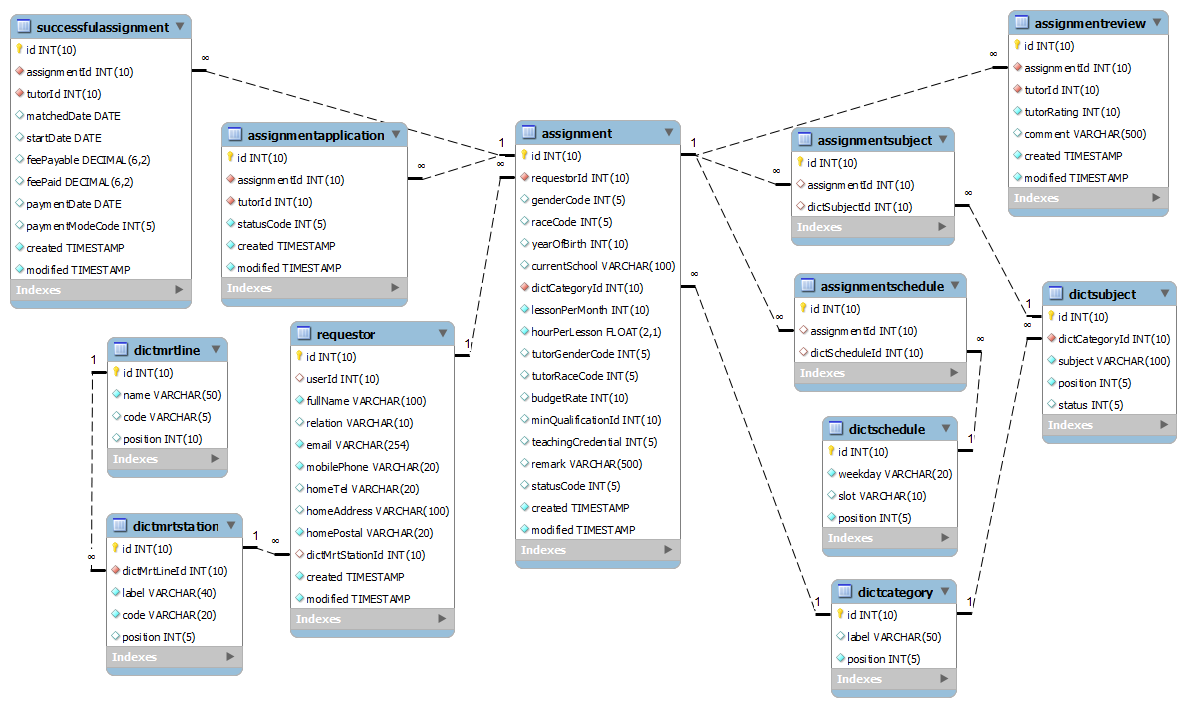 successfulassignment
id INT(10)
assignmentId INT(10)
tutorId INT(10)
matchedDate DATE
startDate DATE
feePayable DECIMAL(6,2)
feePaid DECIMAL(6,2)
paymentDate DATE
paymentModeCode INT(5)
created TIMESTAMP
modified TIMESTAMP
Indexes
∞
assignmentapplication
id INT(10)
assignmentId INT(10)
tutorId INT(10)
statusCode INT(5)
created TIMESTAMP
modified TIMESTAMP
Indexes
∞
1
∞
assignment
id INT(10)
requestorId INT(10)
genderCode INT(5)
raceCode INT(5)
yearOfBirth INT(10)
currentSchool VARCHAR(100)
dictCategoryId INT(10)
lessonPerMonth INT(10)
hourPerLesson FLOAT(2,1)
tutorGenderCode INT(5)
tutorRaceCode INT(5)
budgetRate INT(10)
minQualificationId INT(10)
teachingCredential INT(5)
remark VARCHAR(500)
statusCode INT(5)
created TIMESTAMP
modified TIMESTAMP
Indexes
1
∞
assignmentreview
id INT(10)
assignmentId INT(10)
tutorId INT(10)
tutorRating INT(10)
comment VARCHAR(500)
created TIMESTAMP
modified TIMESTAMP
Indexes
∞
assignmentsubject
id INT(10)
assignmentId INT(10)
dictSubjectId INT(10)
Indexes
∞
∞
assignmentschedule
id INT(10)
assignmentId INT(10)
dictScheduleId INT(10)
Indexes
∞
∞
dictsubject
id INT(10)
dictCategoryId INT(10)
subject VARCHAR(100)
position INT(5)
status INT(5)
Indexes
1
∞
dictmrtline
id INT(10)
name VARCHAR(50)
code VARCHAR(5)
position INT(10)
Indexes
1
requestor
id INT(10)
userId INT(10)
fullName VARCHAR(100)
relation VARCHAR(10)
email VARCHAR(254)
mobilePhone VARCHAR(20)
homeTel VARCHAR(20)
homeAddress VARCHAR(100)
homePostal VARCHAR(20)
dictMrtStationId INT(10)
created TIMESTAMP
modified TIMESTAMP
Indexes
1
∞
dictschedule
id INT(10)
weekday VARCHAR(20)
slot VARCHAR(10)
position INT(5)
Indexes
1
dictmrtstation
id INT(10)
dictMrtLineId INT(10)
label VARCHAR(40)
code VARCHAR(20)
position INT(5)
Indexes
∞
1
dictcategory
id INT(10)
label VARCHAR(50)
position INT(5)
Indexes
1
1